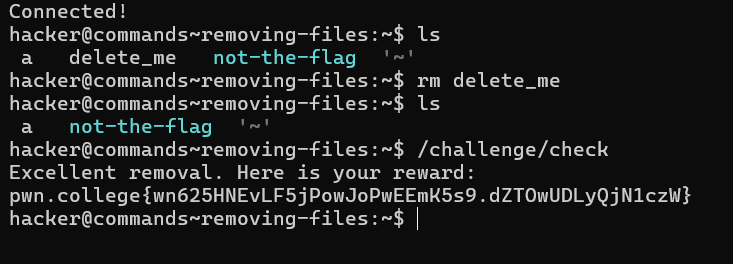 Connected!
hacker@commands~removing-files:~$ ls
 a   delete_me   not-the-flag  '~'
hacker@commands~removing-files:~$ rm delete_me
hacker@commands~removing-files:~$ ls
 a   not-the-flag  '~'
hacker@commands~removing-files:~$ /challenge/check
Excellent removal. Here is your reward:
pwn.college{wn625HNEvLF5jPowJoPwEEmK5s9.dZTOwUDLyQjN1czW}
hacker@commands~removing-files:~$